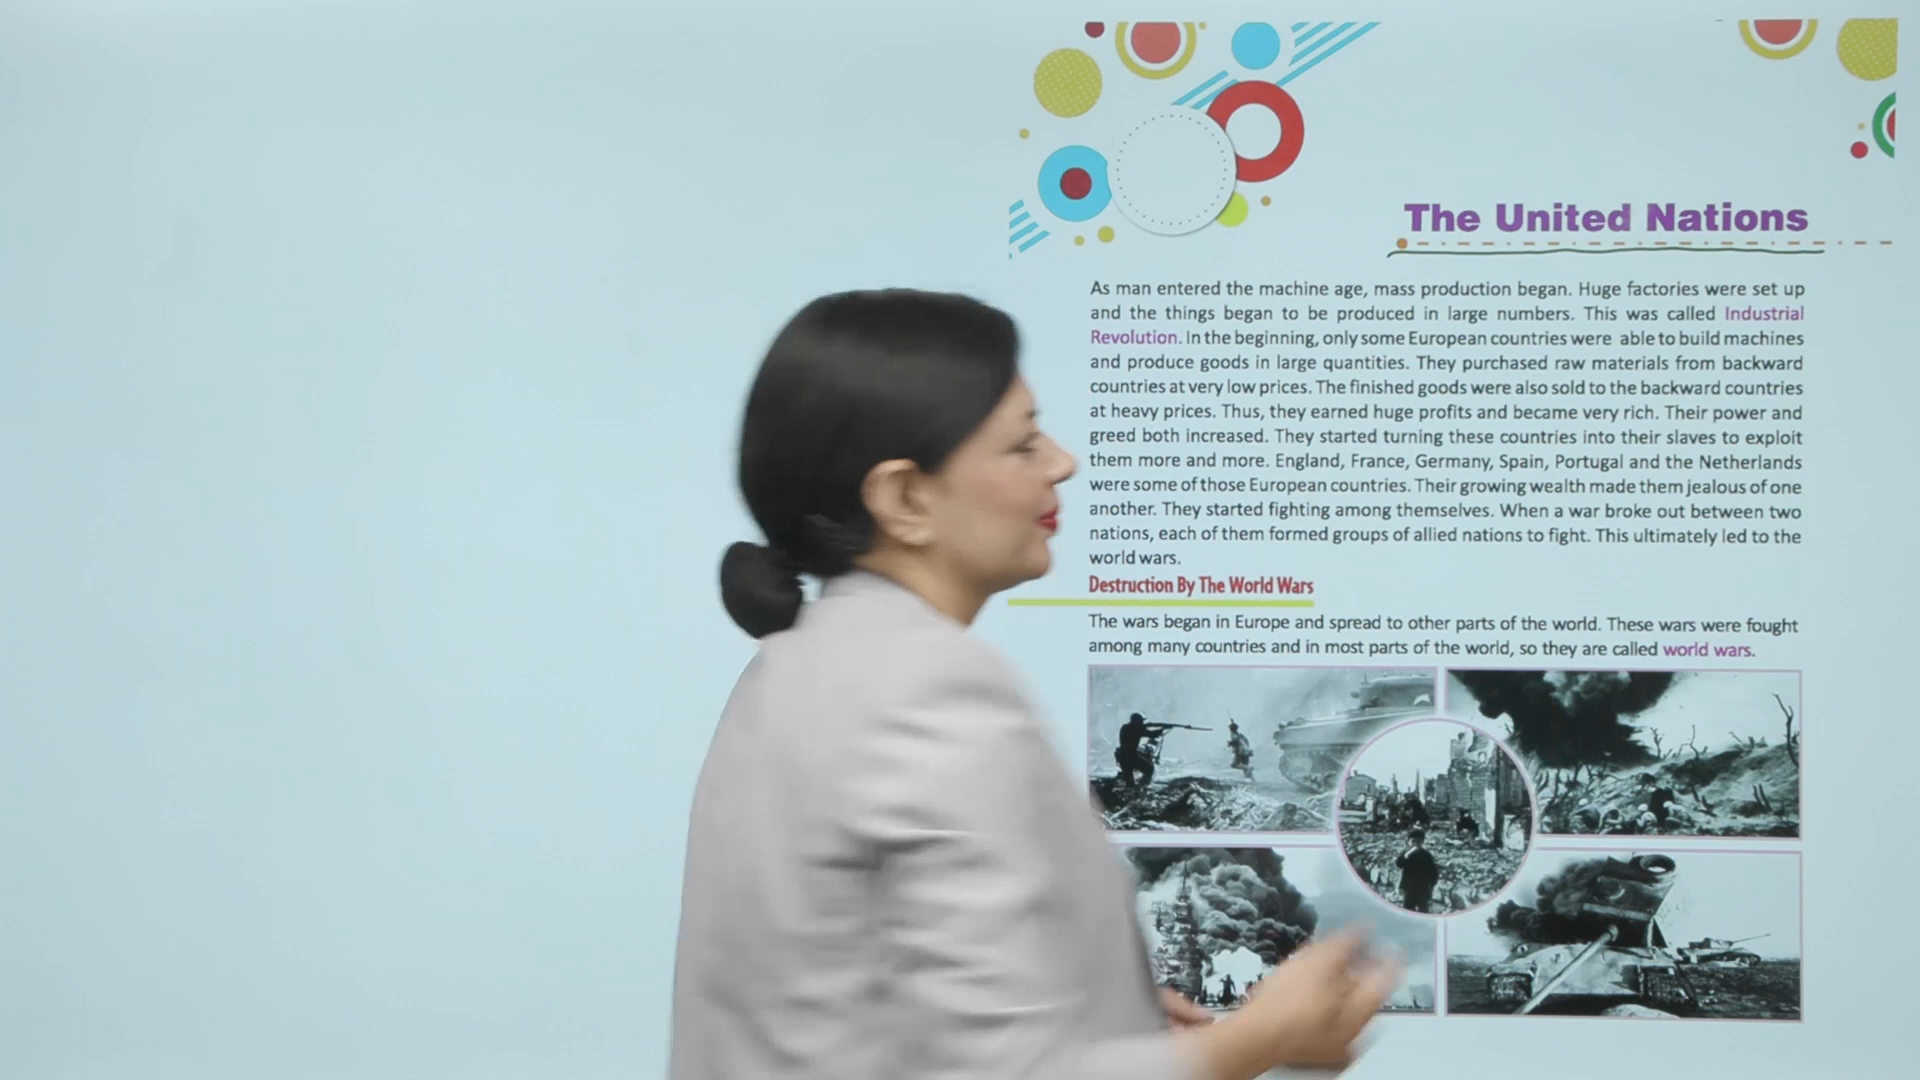 The United Nations
As man entered the machine age, mass production began. Huge factories were set up
and the things began to be produced in large numbers. This was called Industrial
Revolution. In the beginning, only some European countries were able to build machines
and produce goods in large quantities. They purchased raw materials from backward
countries at very low prices. The finished goods were also sold to the backward countries
at heavy prices. Thus, they earned huge profits and became very rich. Their power and
greed both increased. They started turning these countries into their slaves to exploit
them more and more. England, France, Germany, Spain, Portugal and the Netherlands
were some of those European countries. Their growing wealth made them jealous of one
another. They started fighting among themselves. When a war broke out between two
nations, each of them formed groups of allied nations to fight. This ultimately led to the
world wars.
Destruction By The World Wars
The wars began in Europe and spread to other parts of the world. These wars were fought
among many countries and in most parts of the world, so they are called world wars.